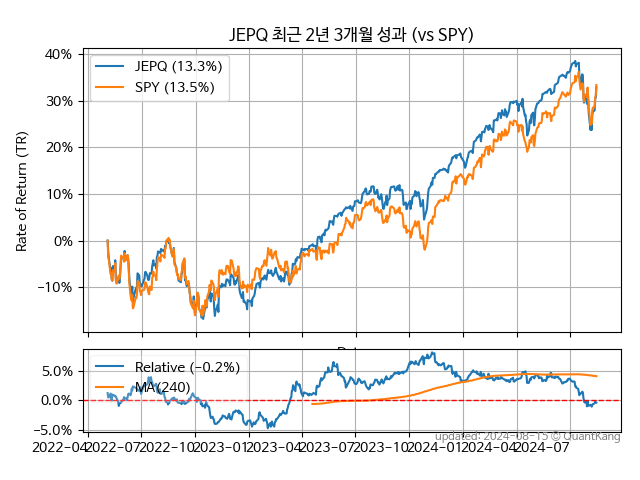 JEPQ 최근 2년 3개월 성과 (vs SPY)
40%
30%
20%
10%
0%
−10%
Rate of Return (TR)
JEPQ (13.3%)
SPY (13.5%)
5.0%
0.0%
−5.0%
Relative (−0.2%)
MA(240)
2022-04 2022-07 2022-10 2023-01 2023-04 2023-07 2023-10 2024-01 2024-04 2024-07
updated: 2024-08-15 © QuantKang